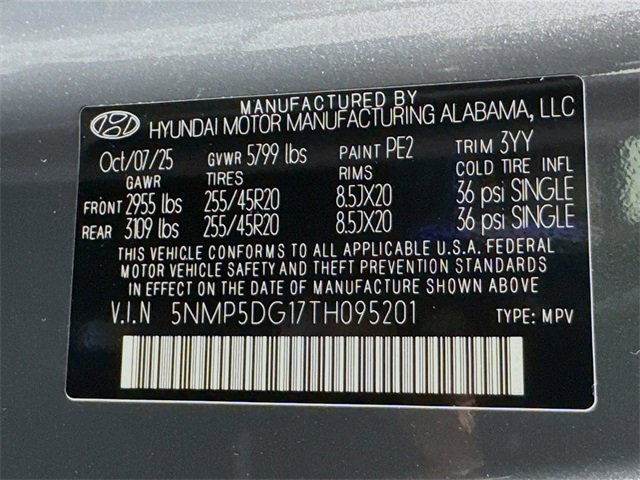 MANUFACTURED BY
HYUNDAI MOTOR MANUFACTURING ALABAMA, LLC
Oct/07/25 GVWR 5799 lbs PAINT PE2 TRIM 3YY
GAWR TIRES RIMS COLD TIRE INFL
FRONT 2955 lbs 255/45R20 8.5JX20 36 psi SINGLE
REAR 3109 lbs 255/45R20 8.5JX20 36 psi SINGLE
THIS VEHICLE CONFORMS TO ALL APPLICABLE U.S.A. FEDERAL
MOTOR VEHICLE SAFETY AND THEFT PREVENTION STANDARDS
IN EFFECT ON THE DATE OF MANUFACTURE SHOWN ABOVE.
V.I.N 5NMP5DG17TH095201 TYPE: MPV